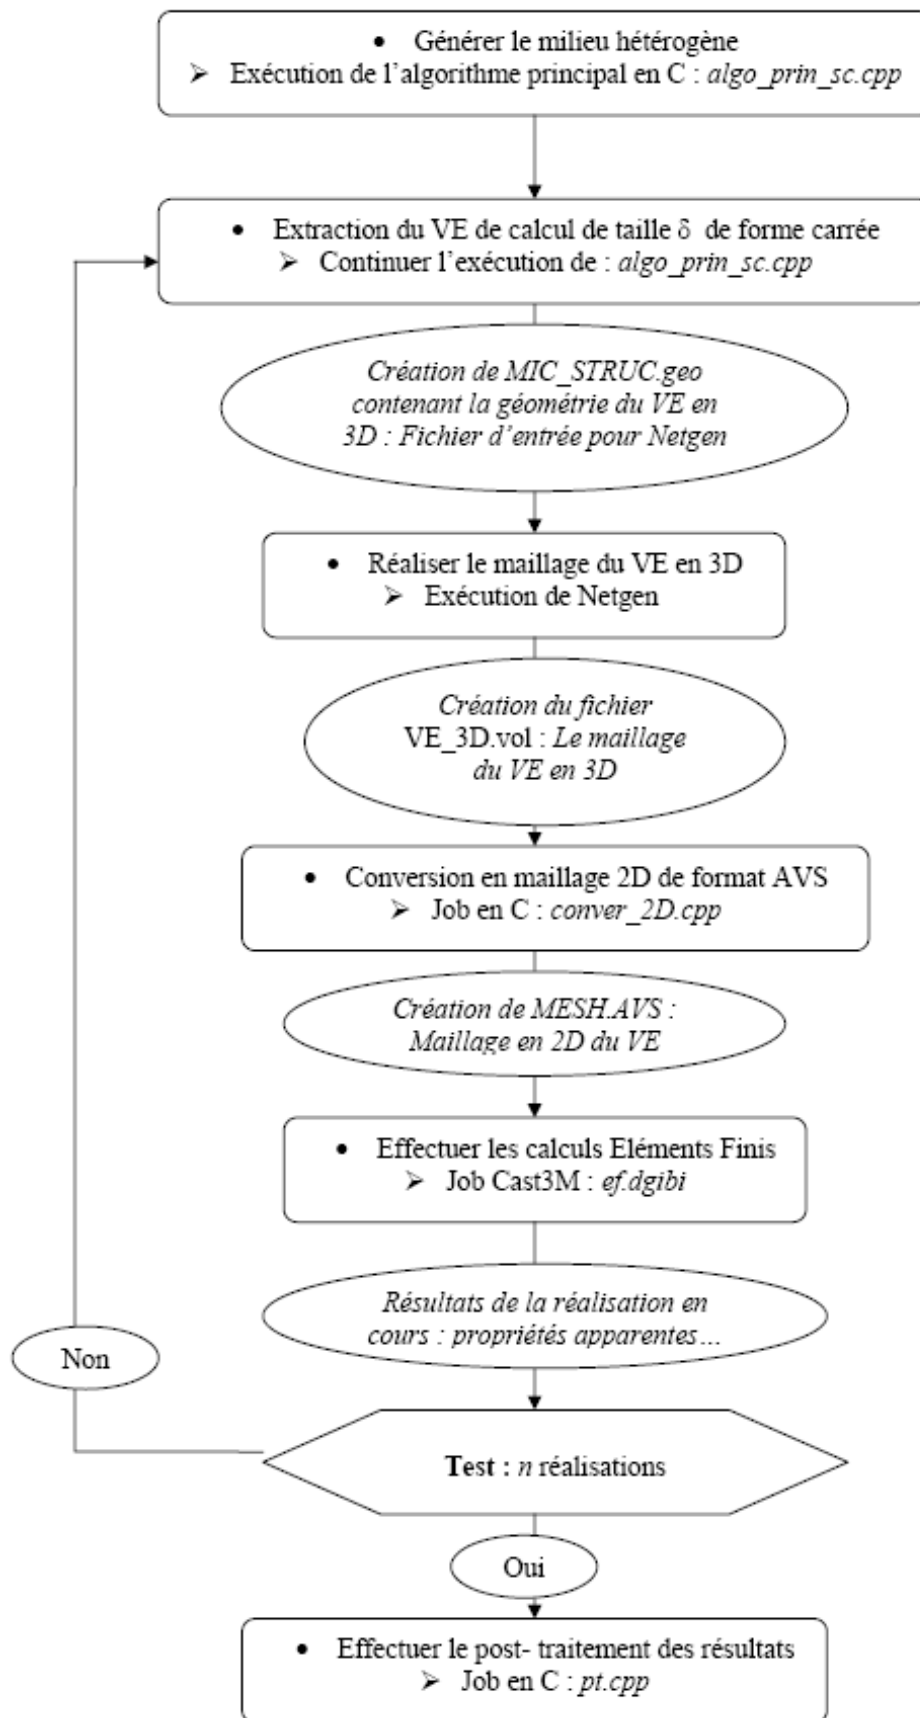 • Générer le milieu hétérogène
➢ Exécution de l'algorithme principal en C : algo_prin_sc.cpp
• Extraction du VE de calcul de taille δ de forme carrée
➢ Continuer l'exécution de : algo_prin_sc.cpp
Création de MIC_STRUC.geo
contenant la géométrie du VE en
3D : Fichier d'entrée pour Netgen
• Réaliser le maillage du VE en 3D
➢ Exécution de Netgen
Création du fichier
VE_3D.vol : Le maillage
du VE en 3D
• Conversion en maillage 2D de format AVS
➢ Job en C : conver_2D.cpp
Création de MESH.AVS :
Maillage en 2D du VE
• Effectuer les calculs Eléments Finis
➢ Job Cast3M : ef.dgibi
Résultats de la réalisation en
cours : propriétés apparentes…
Non
Test : n réalisations
Oui
• Effectuer le post- traitement des résultats
➢ Job en C : pt.cpp